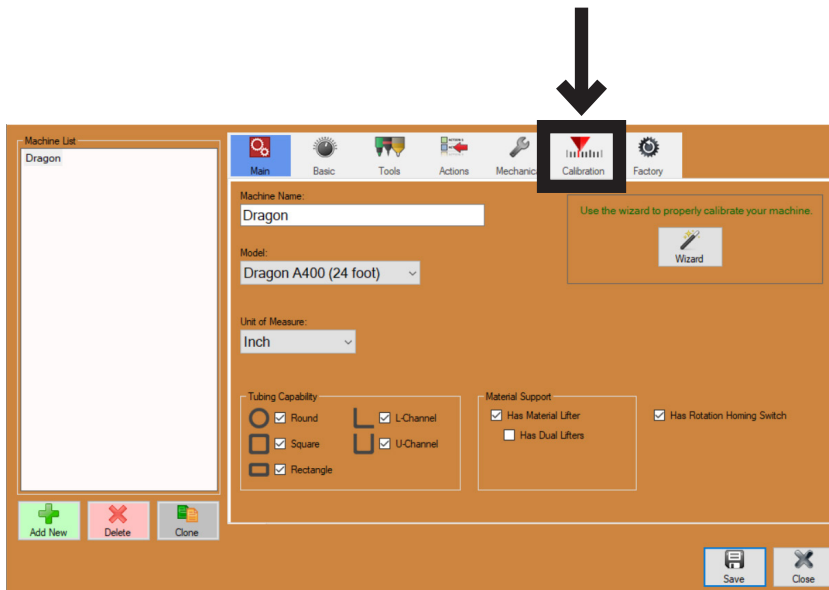 Machine List
Dragon
Main
Basic
Tools
Actions
Mechanica
Calibration
Factory
Machine Name:
Dragon
Use the wizard to properly calibrate your machine.
Wizard
Model:
Dragon A400 (24 foot)
Unit of Measure:
Inch
Tubing Capability
Round
L-Channel
Square
U-Channel
Rectangle
Material Support
Has Material Lifter
Has Dual Lifters
Has Rotation Homing Switch
Add New
Delete
Clone
Save
Close